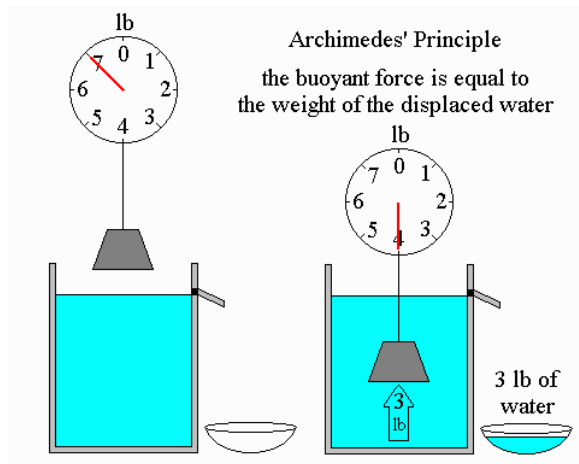 lb
0
1
2
3
4
5
6
7
Archimedes' Principle
the buoyant force is equal to
the weight of the displaced water
lb
0
1
2
3
4
5
6
7
3
lb
3 lb of
water